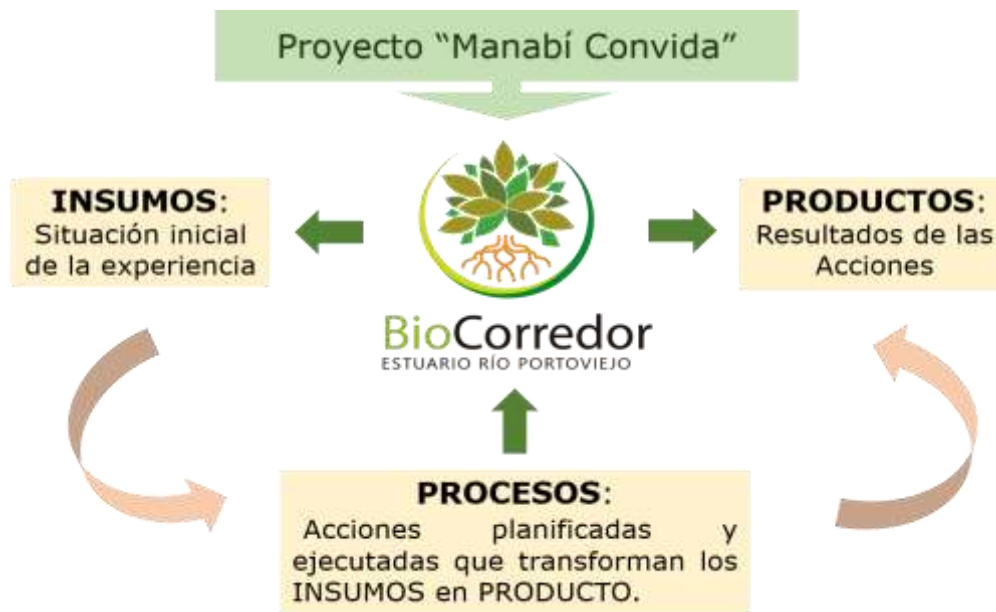 Proyecto “Manabí Convida”
INSUMOS:
Situación inicial
de la experiencia
PRODUCTOS:
Resultados de las
Acciones
BioCorredor
ESTUARIO RÍO PORTOVIEJO
PROCESOS:
Acciones planificadas y
ejecutadas que transforman los
INSUMOS en PRODUCTO.